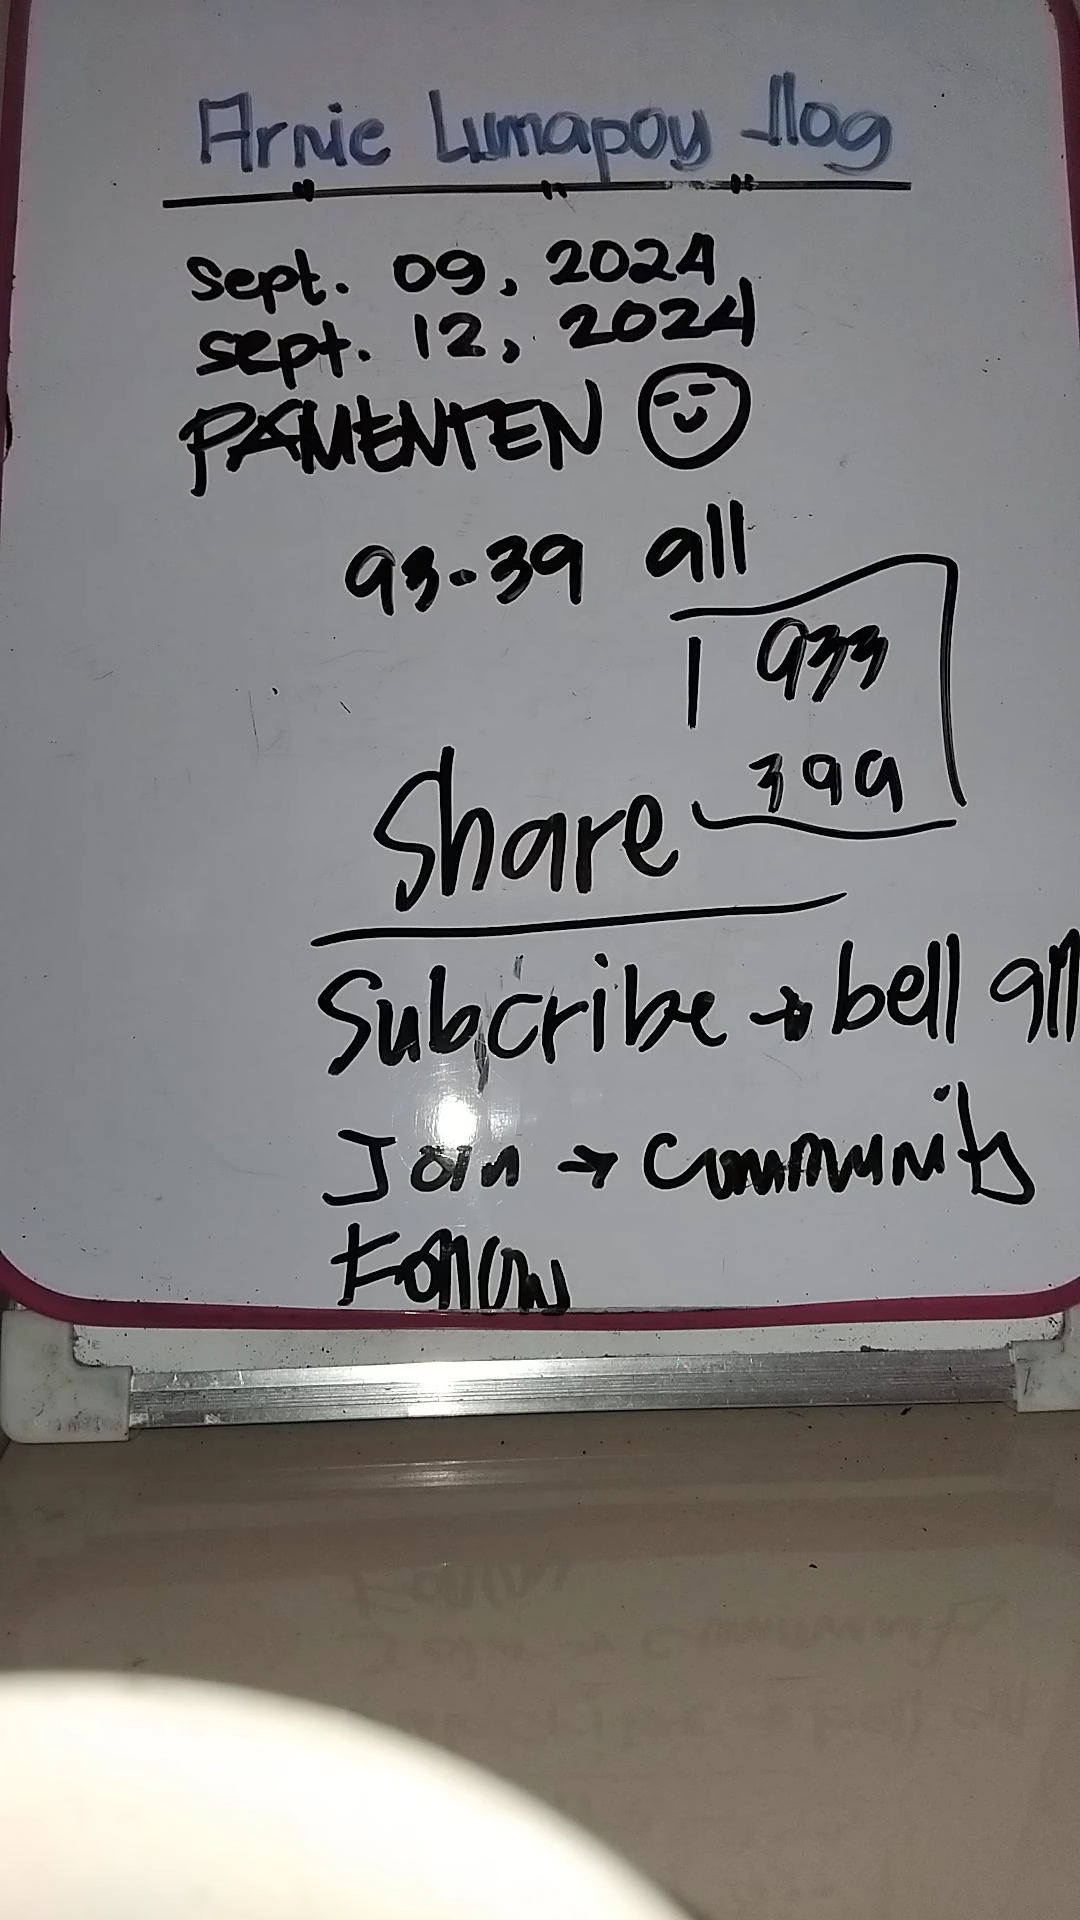 Arnie Lumapoy Vlog
Sept. 09, 2024
Sept. 12, 2024
PAMENTEN
93.39 all
933
399
Share
Subcribe → bell all
Join → Community
Follow